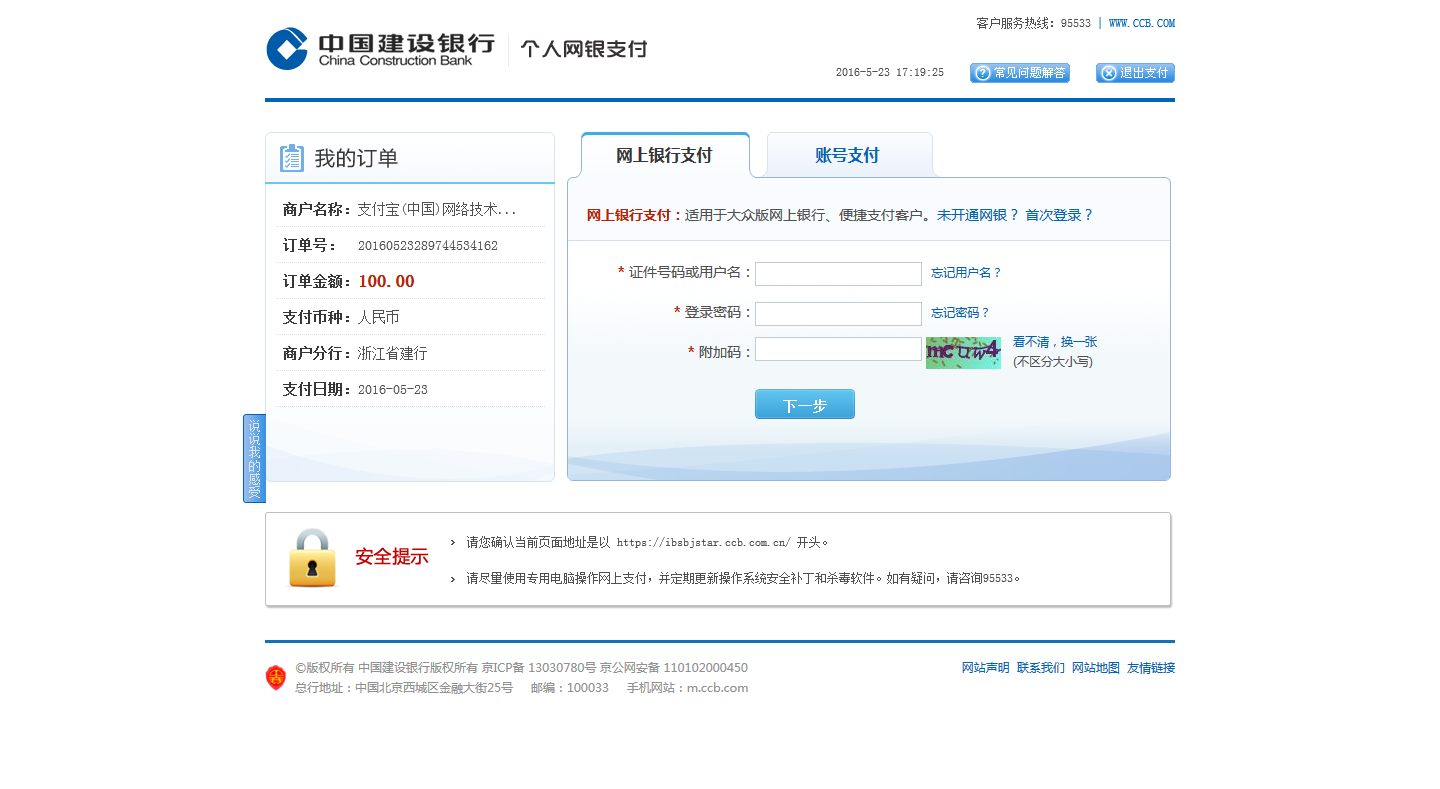 客户服务热线：95533 | WWW.CCB.COM
中国建设银行 个人网银支付
China Construction Bank
2016-5-23 17:19:25 常见问题解答 退出支付
我的订单
商户名称：支付宝(中国)网络技术...
订单号： 20160523289744534162
订单金额：100.00
支付币种：人民币
商户分行：浙江省建行
支付日期：2016-05-23
说说我的感受
网上银行支付 账号支付
网上银行支付：适用于大众版网上银行、便捷支付客户。未开通网银？ 首次登录？
* 证件号码或用户名： 忘记用户名？
* 登录密码： 忘记密码？
* 附加码： 看不清，换一张
(不区分大小写)
下一步
安全提示
› 请您确认当前页面地址是以 https://ibsbjstar.ccb.com.cn/ 开头。
› 请尽量使用专用电脑操作网上支付，并定期更新操作系统安全补丁和杀毒软件。如有疑问，请咨询95533。
©版权所有 中国建设银行版权所有 京ICP备 13030780号 京公网安备 110102000450
总行地址：中国北京西城区金融大街25号 邮编：100033 手机网站：m.ccb.com
网站声明 联系我们 网站地图 友情链接